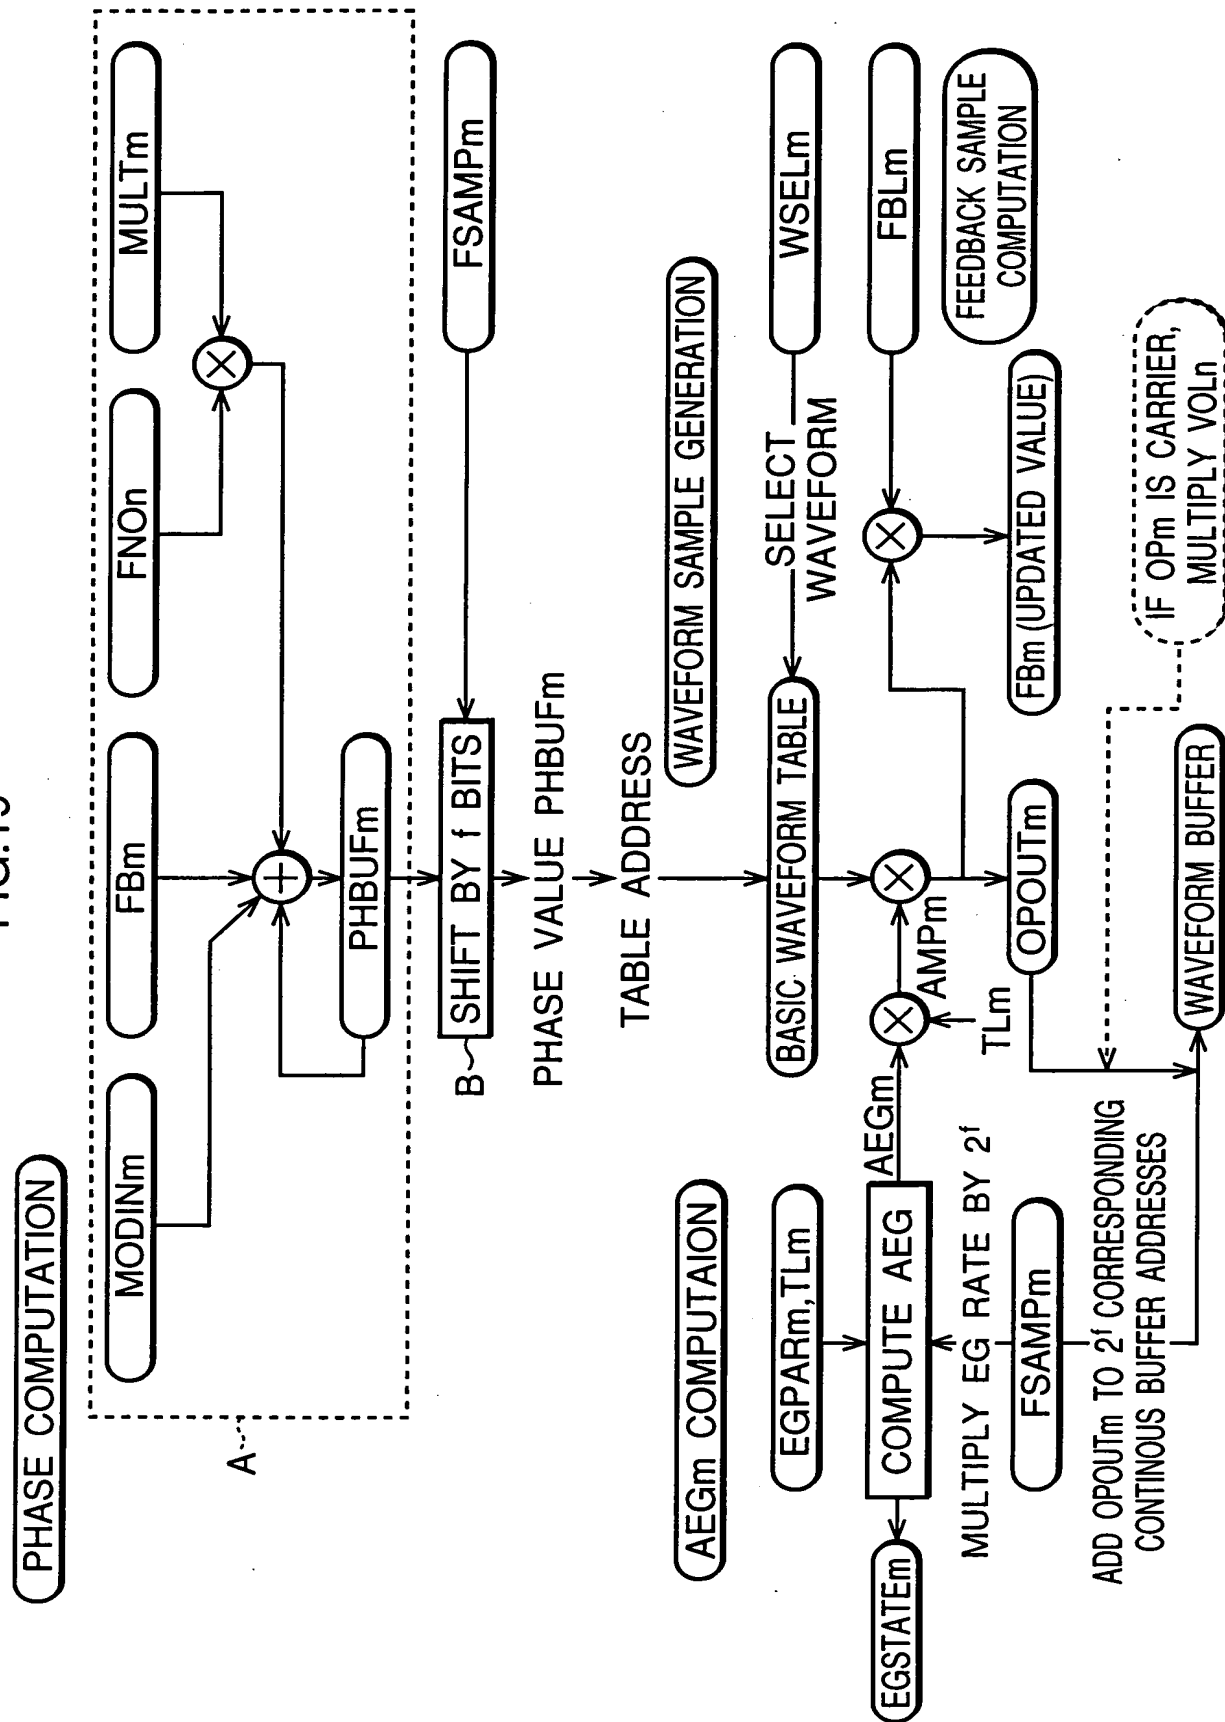 PHASE COMPUTATION
A
MODINm
FBm
FNOn
MULTm
×
+
PHBUFm
B
SHIFT BY f BITS
FSAMPm
PHASE VALUE PHBUFm
TABLE ADDRESS
AEGm COMPUTAION
WAVEFORM SAMPLE GENERATION
EGPARm,TLm
BASIC WAVEFORM TABLE
SELECT
WAVEFORM
WSELm
EGSTATEm
COMPUTE AEG
AEGm
×
TLm
AMPm
×
×
FBLm
MULTIPLY EG RATE BY 2f
FSAMPm
OPOUTm
FBm (UPDATED VALUE)
FEEDBACK SAMPLE
COMPUTATION
ADD OPOUTm TO 2f CORRESPONDING
CONTINOUS BUFFER ADDRESSES
WAVEFORM BUFFER
IF OPm IS CARRIER,
MULTIPLY VOLn